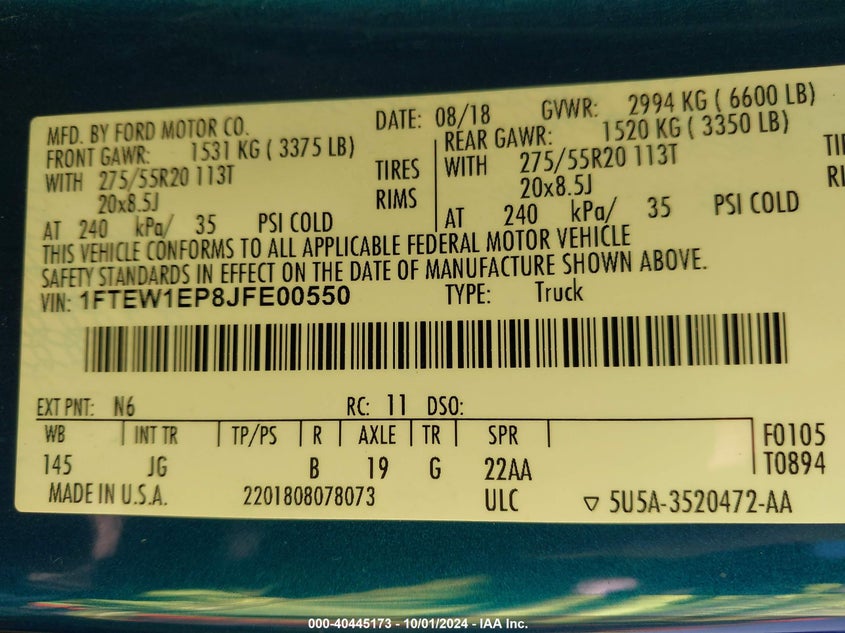 MFD. BY FORD MOTOR CO. DATE: 08/18 GVWR: 2994 KG ( 6600 LB)
FRONT GAWR: 1531 KG ( 3375 LB) REAR GAWR: 1520 KG ( 3350 LB)
WITH 275/55R20 113T TIRES WITH 275/55R20 113T
20x8.5J RIMS 20x8.5J
AT 240 kPa/ 35 PSI COLD AT 240 kPa/ 35 PSI COLD
THIS VEHICLE CONFORMS TO ALL APPLICABLE FEDERAL MOTOR VEHICLE
SAFETY STANDARDS IN EFFECT ON THE DATE OF MANUFACTURE SHOWN ABOVE.
VIN: 1FTEW1EP8JFE00550 TYPE: Truck
EXT PNT: N6 RC: 11 DSO:
WB INT TR TP/PS R AXLE TR SPR F0105
145 JG B 19 G 22AA T0894
MADE IN U.S.A. 2201808078073 ULC ▽ 5U5A-3520472-AA
000-40445173 - 10/01/2024 - IAA Inc.